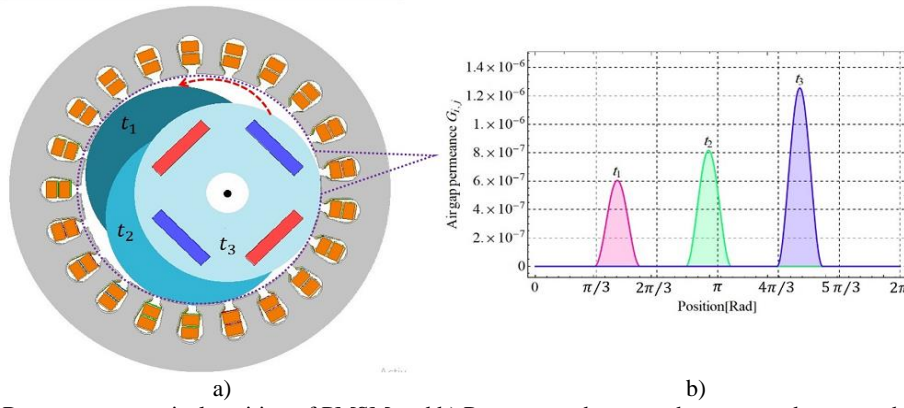 t₁
t₂
t₃
a)
Air gap permeance G_{i,j}
1.4×10⁻⁶
1.2×10⁻⁶
1.×10⁻⁶
8.×10⁻⁷
6.×10⁻⁷
4.×10⁻⁷
2.×10⁻⁷
0
t₁
t₂
t₃
0 π/3 2π/3 π 4π/3 5π/3
Position[Rad]
b)